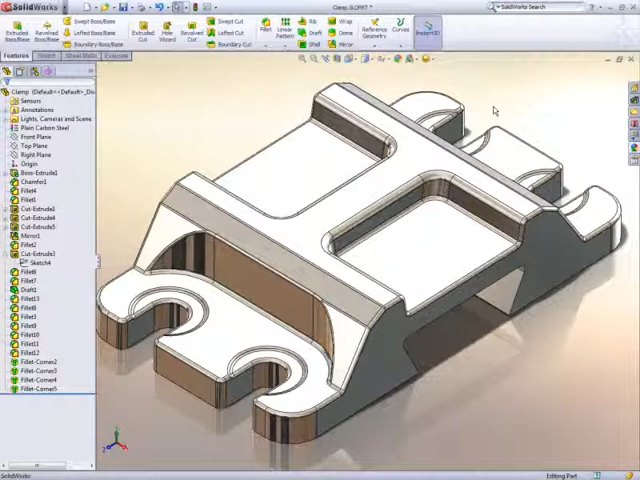 SolidWorks
Clamp.SLDPRT *
SolidWorks Search
Extruded Boss/Base
Revolved Boss/Base
Swept Boss/Base
Lofted Boss/Base
Boundary Boss/Base
Extruded Cut
Hole Wizard
Revolved Cut
Swept Cut
Lofted Cut
Boundary Cut
Fillet
Linear Pattern
Rib
Draft
Shell
Wrap
Dome
Mirror
Reference Geometry
Curves
Instant3D
Features
Sketch
Sheet Metal
Evaluate
Clamp (Default<<Default>_Dis
Sensors
Annotations
Lights, Cameras and Scene
Plain Carbon Steel
Front Plane
Top Plane
Right Plane
Origin
Boss-Extrude1
Chamfer1
Fillet4
Fillet1
Cut-Extrude1
Cut-Extrude4
Cut-Extrude5
Mirror1
Fillet2
Cut-Extrude3
Sketch4
Fillet6
Fillet7
Draft1
Fillet13
Fillet8
Fillet3
Fillet9
Fillet10
Fillet11
Fillet12
Fillet-Corner2
Fillet-Corner3
Fillet-Corner4
Fillet-Corner5
SolidWorks
Editing Part